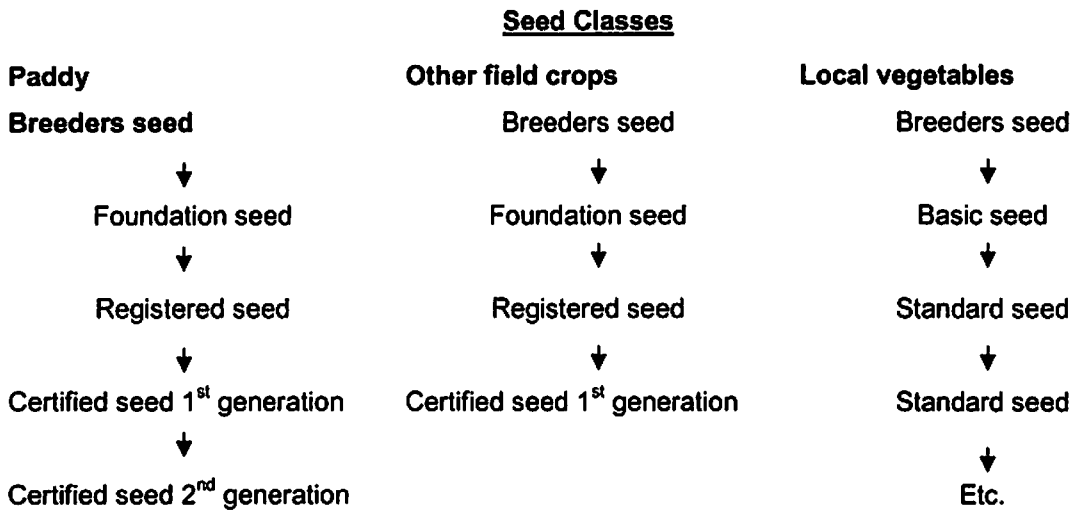 Seed Classes
Paddy Other field crops Local vegetables
Breeders seed Breeders seed Breeders seed
Foundation seed Foundation seed Basic seed
Registered seed Registered seed Standard seed
Certified seed 1st generation Certified seed 1st generation Standard seed
Certified seed 2nd generation Etc.